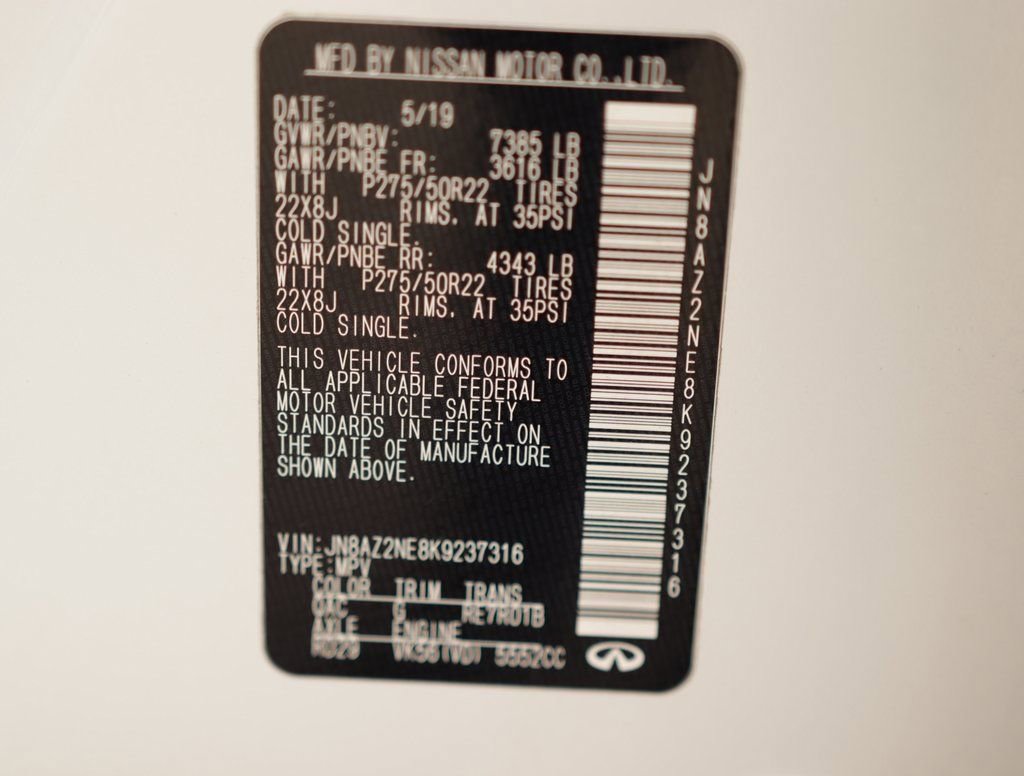 MFD BY NISSAN MOTOR CO.,LTD.
DATE: 5/19
GVWR/PNBV: 7385 LB
GAWR/PNBE FR: 3616 LB
WITH P275/50R22 TIRES
22X8J RIMS. AT 35PSI
COLD SINGLE.
GAWR/PNBE RR: 4343 LB
WITH P275/50R22 TIRES
22X8J RIMS. AT 35PSI
COLD SINGLE.
THIS VEHICLE CONFORMS TO
ALL APPLICABLE FEDERAL
MOTOR VEHICLE SAFETY
STANDARDS IN EFFECT ON
THE DATE OF MANUFACTURE
SHOWN ABOVE.
VIN:JN8AZ2NE8K9237316
TYPE:MPV
COLOR TRIM TRANS
QAC G RE7R01B
AXLE ENGINE
5552CC
JN8AZ2NE8K9237316